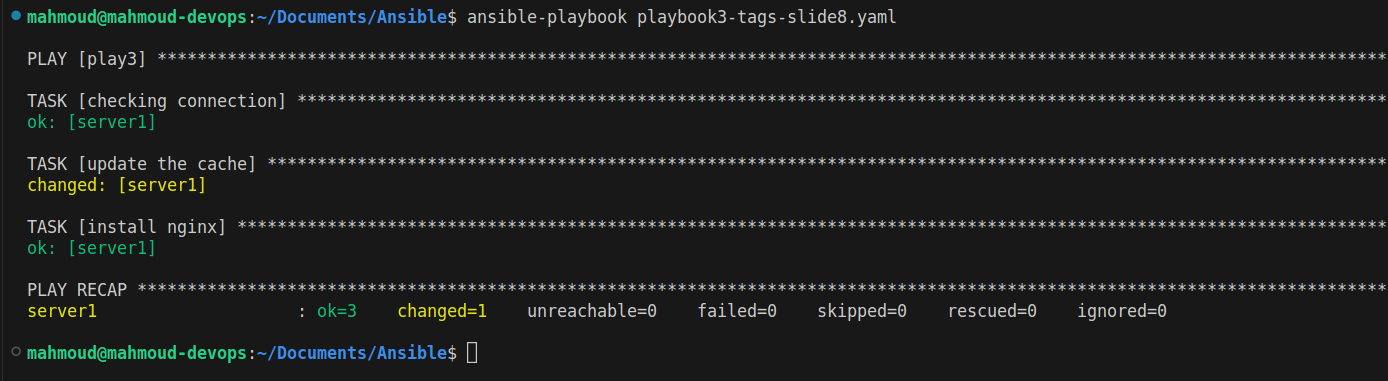 mahmoud@mahmoud-devops:~/Documents/Ansible$ ansible-playbook playbook3-tags-slide8.yaml
PLAY [play3] ****************************************************************************************************************************
TASK [checking connection] **************************************************************************************************************
ok: [server1]
TASK [update the cache] *****************************************************************************************************************
changed: [server1]
TASK [install nginx] ********************************************************************************************************************
ok: [server1]
PLAY RECAP ******************************************************************************************************************************
server1                    : ok=3    changed=1    unreachable=0    failed=0    skipped=0    rescued=0    ignored=0
mahmoud@mahmoud-devops:~/Documents/Ansible$